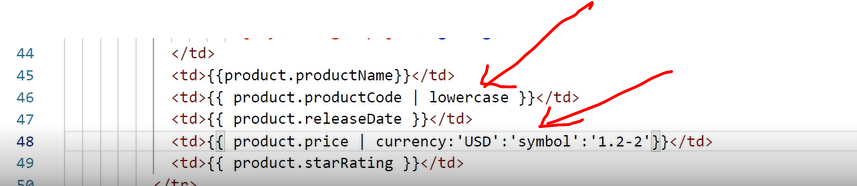 44 </td>
45 <td>{{product.productName}}</td>
46 <td>{{ product.productCode | lowercase }}</td>
47 <td>{{ product.releaseDate }}</td>
48 <td>{{ product.price | currency:'USD':'symbol':'1.2-2'}}</td>
49 <td>{{ product.starRating }}</td>
50 </tr>